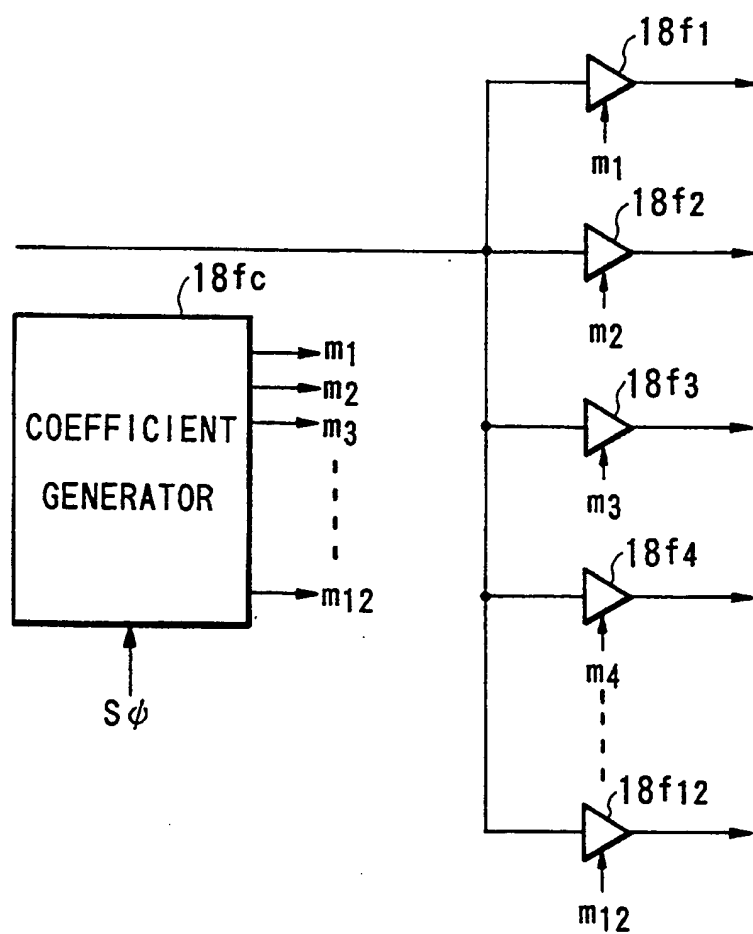 18f1
m1
18f2
m2
18fc
m1
m2
m3
m12
COEFFICIENT
GENERATOR
Sφ
18f3
m3
18f4
m4
18f12
m12